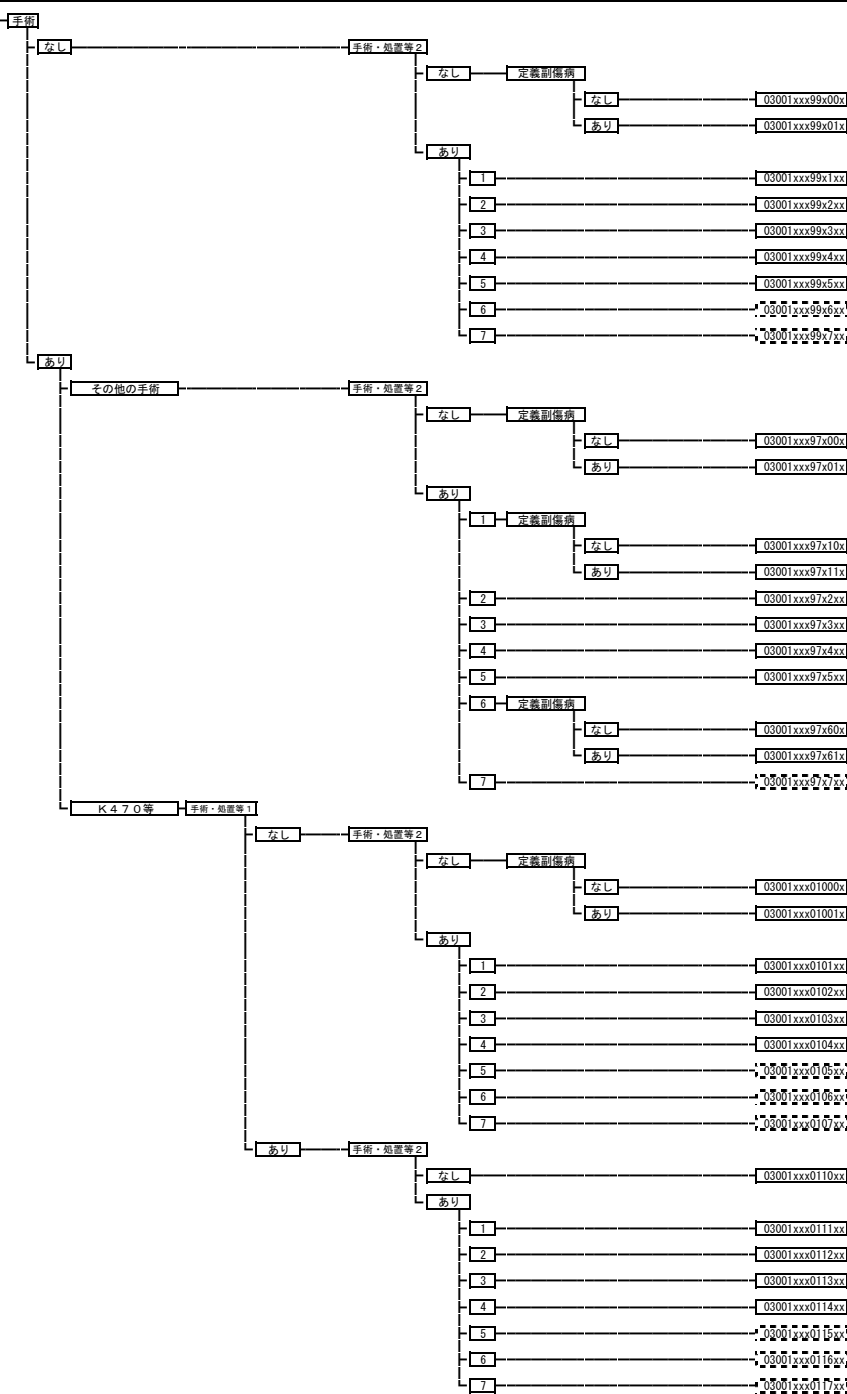 手術
なし 手術・処置等2
なし 定義副傷病
なし 03001xxx99x00x
あり 03001xxx99x01x
あり
1 03001xxx99x1xx
2 03001xxx99x2xx
3 03001xxx99x3xx
4 03001xxx99x4xx
5 03001xxx99x5xx
6 03001xxx99x6xx
7 03001xxx99x7xx
あり
その他の手術 手術・処置等2
なし 定義副傷病
なし 03001xxx97x00x
あり 03001xxx97x01x
あり
1 定義副傷病
なし 03001xxx97x10x
あり 03001xxx97x11x
2 03001xxx97x2xx
3 03001xxx97x3xx
4 03001xxx97x4xx
5 03001xxx97x5xx
6 定義副傷病
なし 03001xxx97x60x
あり 03001xxx97x61x
7 03001xxx97x7xx
K470等 手術・処置等1
なし 手術・処置等2
なし 定義副傷病
なし 03001xxx01000x
あり 03001xxx01001x
あり
1 03001xxx0101xx
2 03001xxx0102xx
3 03001xxx0103xx
4 03001xxx0104xx
5 03001xxx0105xx
6 03001xxx0106xx
7 03001xxx0107xx
あり 手術・処置等2
なし 03001xxx0110xx
あり
1 03001xxx0111xx
2 03001xxx0112xx
3 03001xxx0113xx
4 03001xxx0114xx
5 03001xxx0115xx
6 03001xxx0116xx
7 03001xxx0117xx